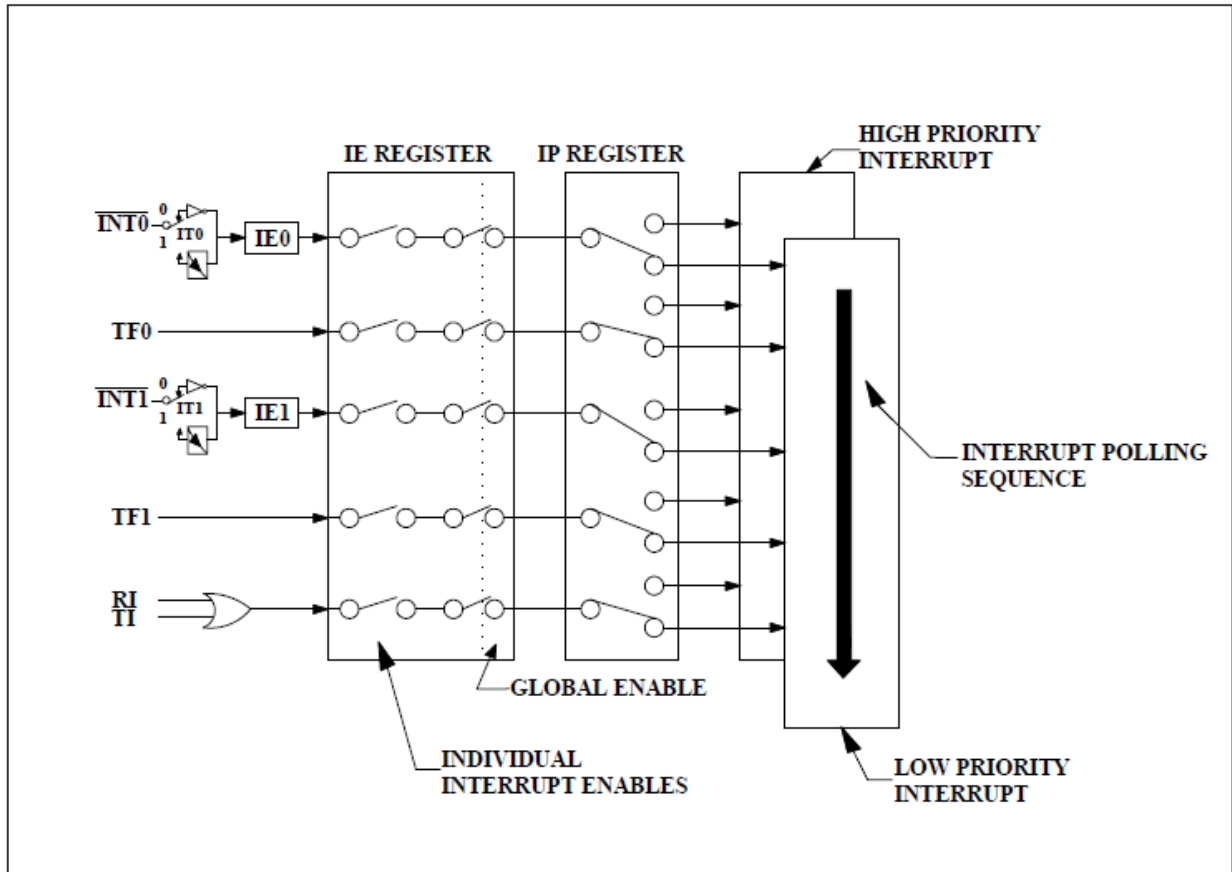 HIGH PRIORITY
INTERRUPT
IE REGISTER
IP REGISTER
INT0
0
1
IT0
IE0
TF0
INT1
0
1
IT1
IE1
INTERRUPT POLLING
SEQUENCE
TF1
RI
TI
GLOBAL ENABLE
INDIVIDUAL
INTERRUPT ENABLES
LOW PRIORITY
INTERRUPT